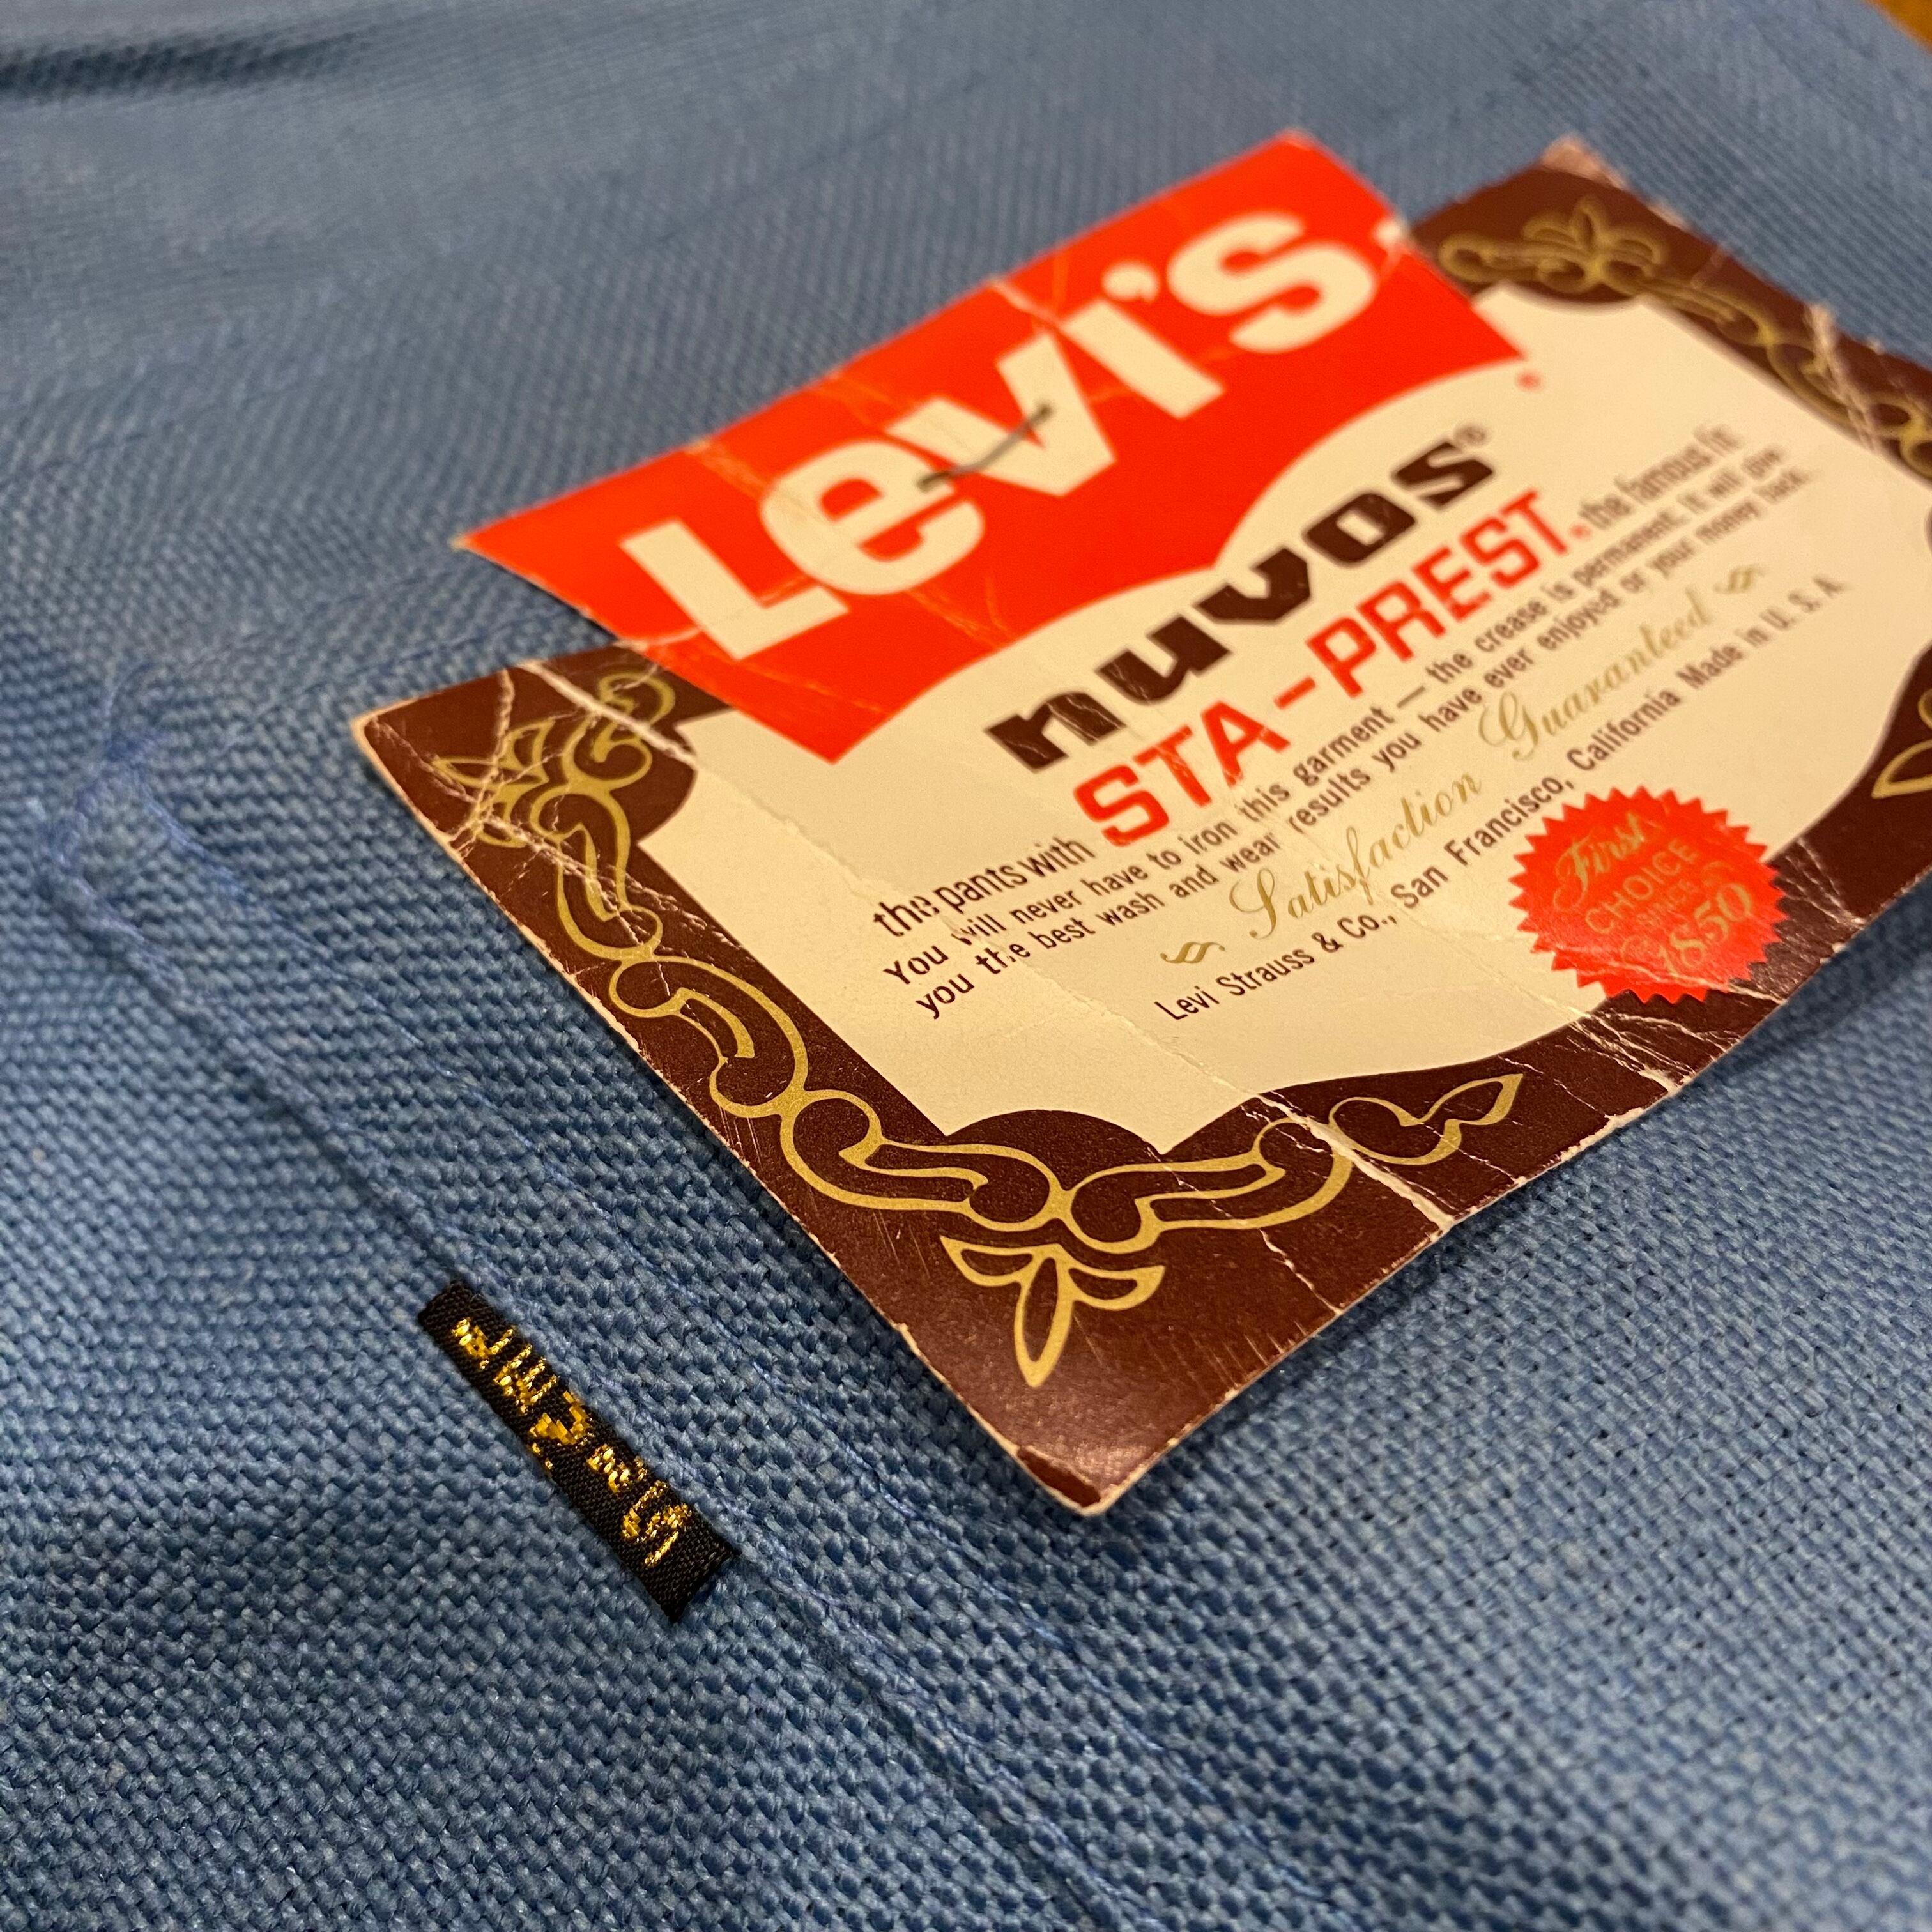 Levi's
nuvos®
the pants with STA-PREST® the famous fit
You will never have to iron this garment — the crease is permanent. It will give
you the best wash and wear results you have ever enjoyed or your money back.
Satisfaction Guaranteed
Levi Strauss & Co., San Francisco, California Made in U.S.A.
First
CHOICE
SINCE
1850
LEVI'S